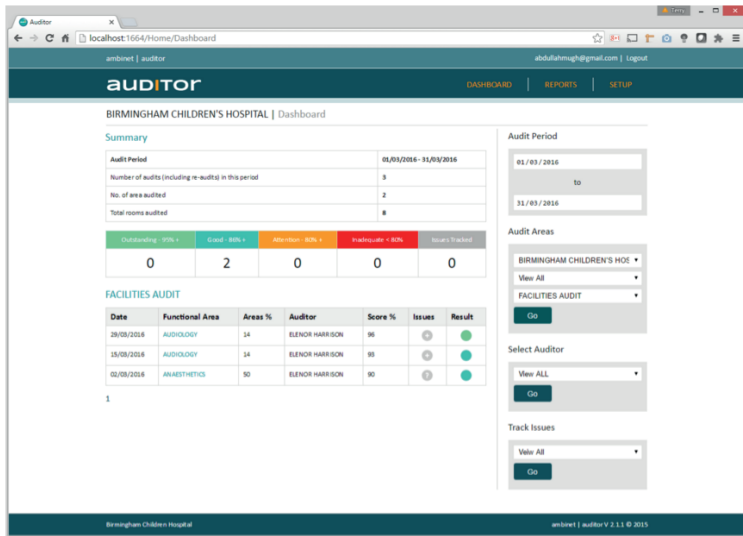 Terry
Auditor
localhost:1664/Home/Dashboard
ambinet | auditor
abdullahmugh@gmail.com | Logout
auDITOr
DASHBOARD | REPORTS | SETUP
BIRMINGHAM CHILDREN'S HOSPITAL | Dashboard
Summary
Audit Period 01/03/2016 - 31/03/2016
Number of audits (including re-audits) in this period 3
No. of area audited 2
Total rooms audited 8
Outstanding - 95% + Good - 86% + Attention - 80% + Inadequate < 80% Issues Tracked
0 2 0 0 0
FACILITIES AUDIT
Date Functional Area Areas % Auditor Score % Issues Result
29/03/2016 AUDIOLOGY 14 ELENOR HARRISON 96 +
15/03/2016 AUDIOLOGY 14 ELENOR HARRISON 93 +
02/03/2016 ANAESTHETICS 50 ELENOR HARRISON 90
1
Audit Period
01/03/2016
to
31/03/2016
Audit Areas
BIRMINGHAM CHILDREN'S HOS
View All
FACILITIES AUDIT
Go
Select Auditor
View ALL
Go
Track Issues
Veiw All
Go
Birmingham Children Hospital
ambinet | auditor V 2.1.1 © 2015